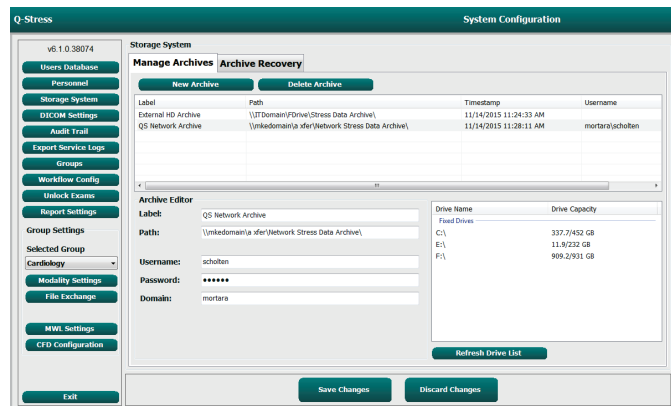 Q-Stress
System Configuration
v6.1.0.38074
Users Database
Personnel
Storage System
DICOM Settings
Audit Trail
Export Service Logs
Groups
Workflow Config
Unlock Exams
Report Settings
Group Settings
Selected Group
Cardiology
Modality Settings
File Exchange
MWL Settings
CFD Configuration
Exit
Storage System
Manage Archives Archive Recovery
New Archive Delete Archive
Label Path Timestamp Username
External HD Archive \\ITDomain\FDrive\Stress Data Archive\ 11/14/2015 11:24:33 AM
QS Network Archive \\mkedomain\a xfer\Network Stress Data Archive\ 11/14/2015 11:28:11 AM mortara\scholten
Archive Editor
Label: QS Network Archive
Path: \\mkedomain\a xfer\Network Stress Data Archive\
Username: scholten
Password: ●●●●●●
Domain: mortara
Drive Name Drive Capacity
Fixed Drives
C:\ 337.7/452 GB
E:\ 11.9/232 GB
F:\ 909.2/931 GB
Refresh Drive List
Save Changes Discard Changes